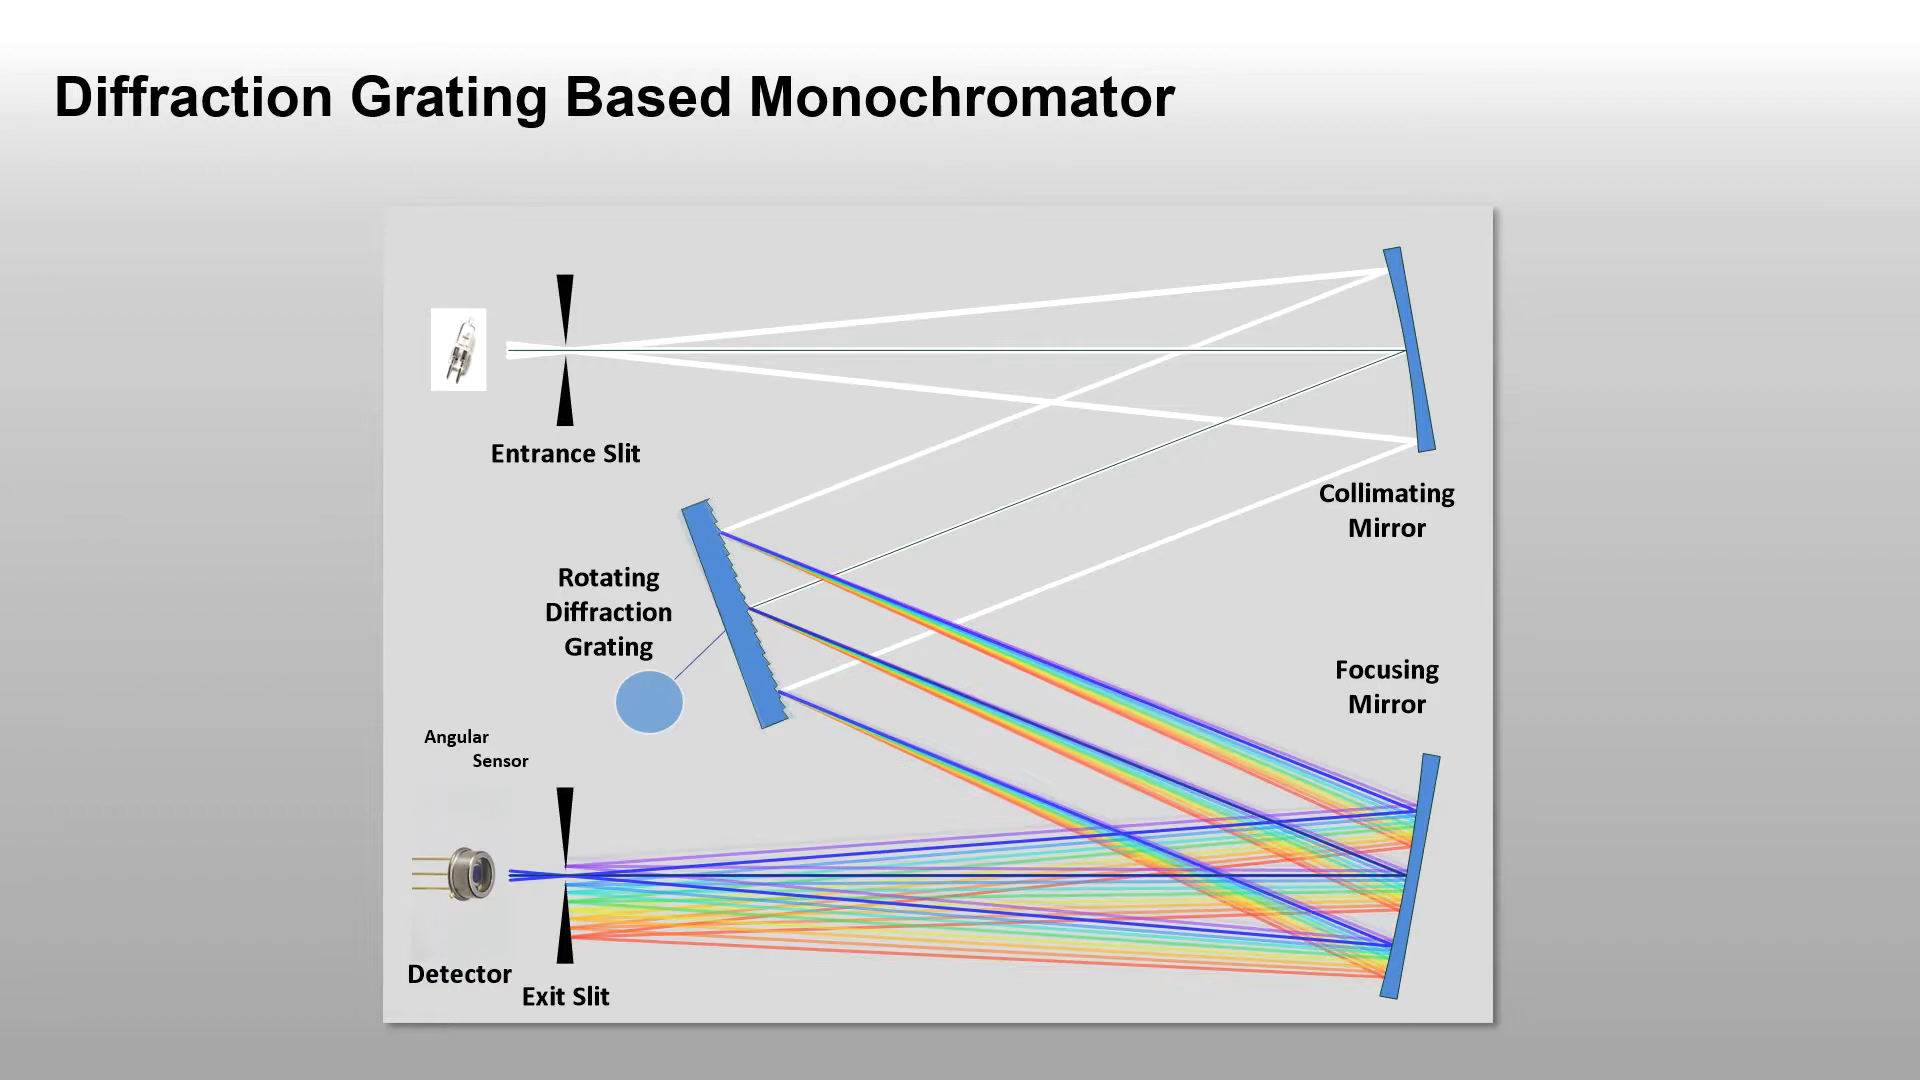 Diffraction Grating Based Monochromator
Entrance Slit
Collimating
Mirror
Rotating
Diffraction
Grating
Focusing
Mirror
Angular
Sensor
Detector
Exit Slit